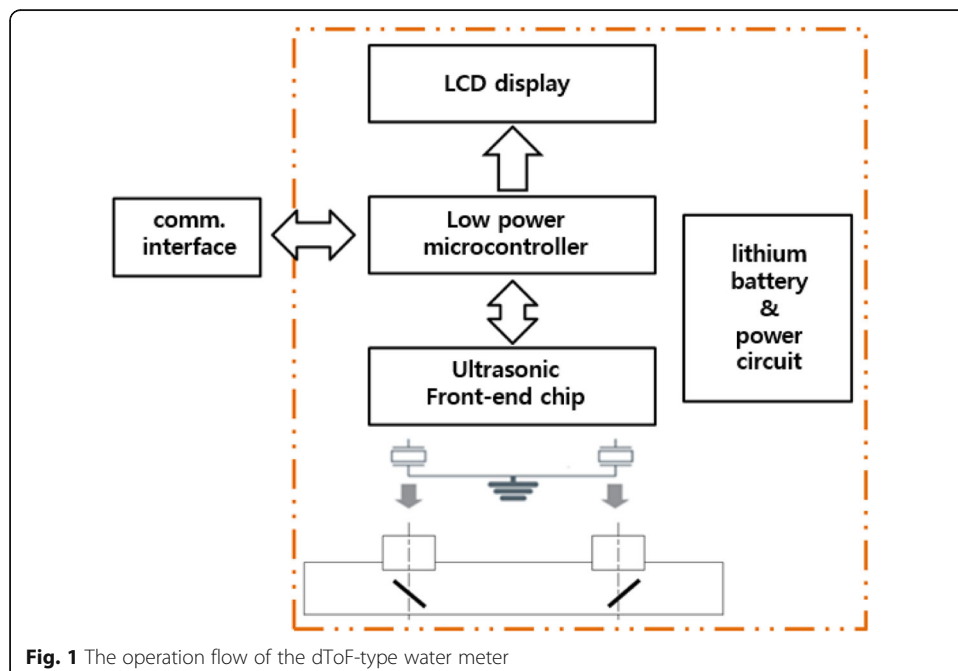 LCD display
comm.
interface
Low power
microcontroller
lithium
battery
&
power
circuit
Ultrasonic
Front-end chip
Fig. 1 The operation flow of the dToF-type water meter